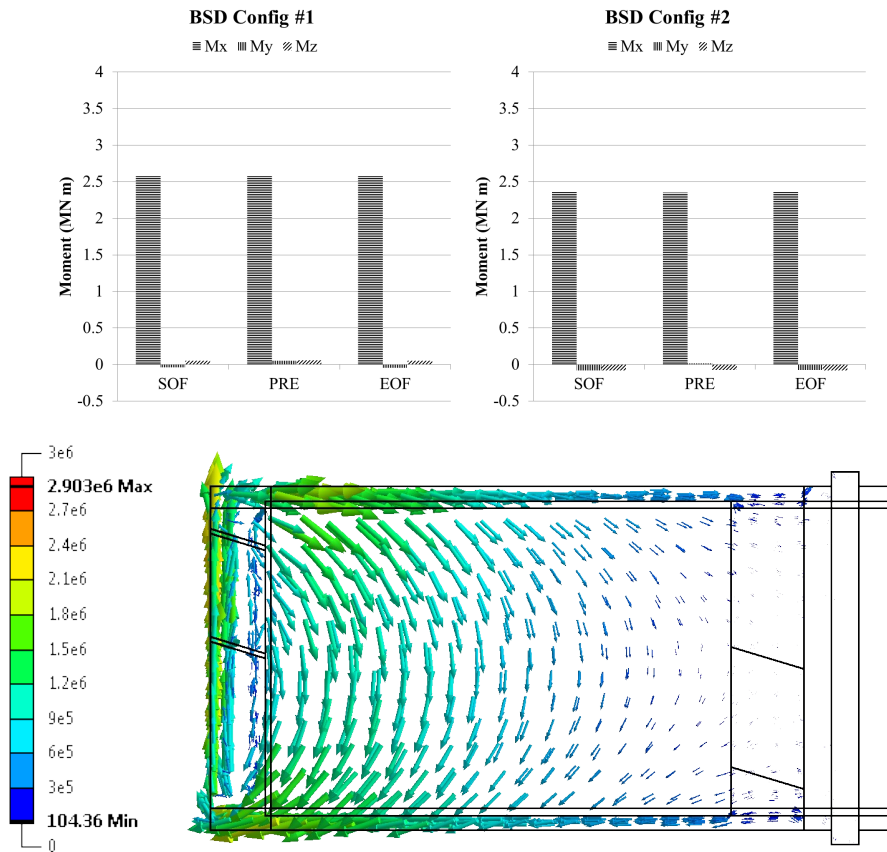 BSD Config #1
Mx My Mz
4
3.5
3
2.5
2
1.5
1
0.5
0
-0.5
Moment (MN m)
SOF PRE EOF
BSD Config #2
Mx My Mz
4
3.5
3
2.5
2
1.5
1
0.5
0
-0.5
Moment (MN m)
SOF PRE EOF
3e6
2.903e6 Max
2.7e6
2.4e6
2.1e6
1.8e6
1.5e6
1.2e6
9e5
6e5
3e5
104.36 Min
0